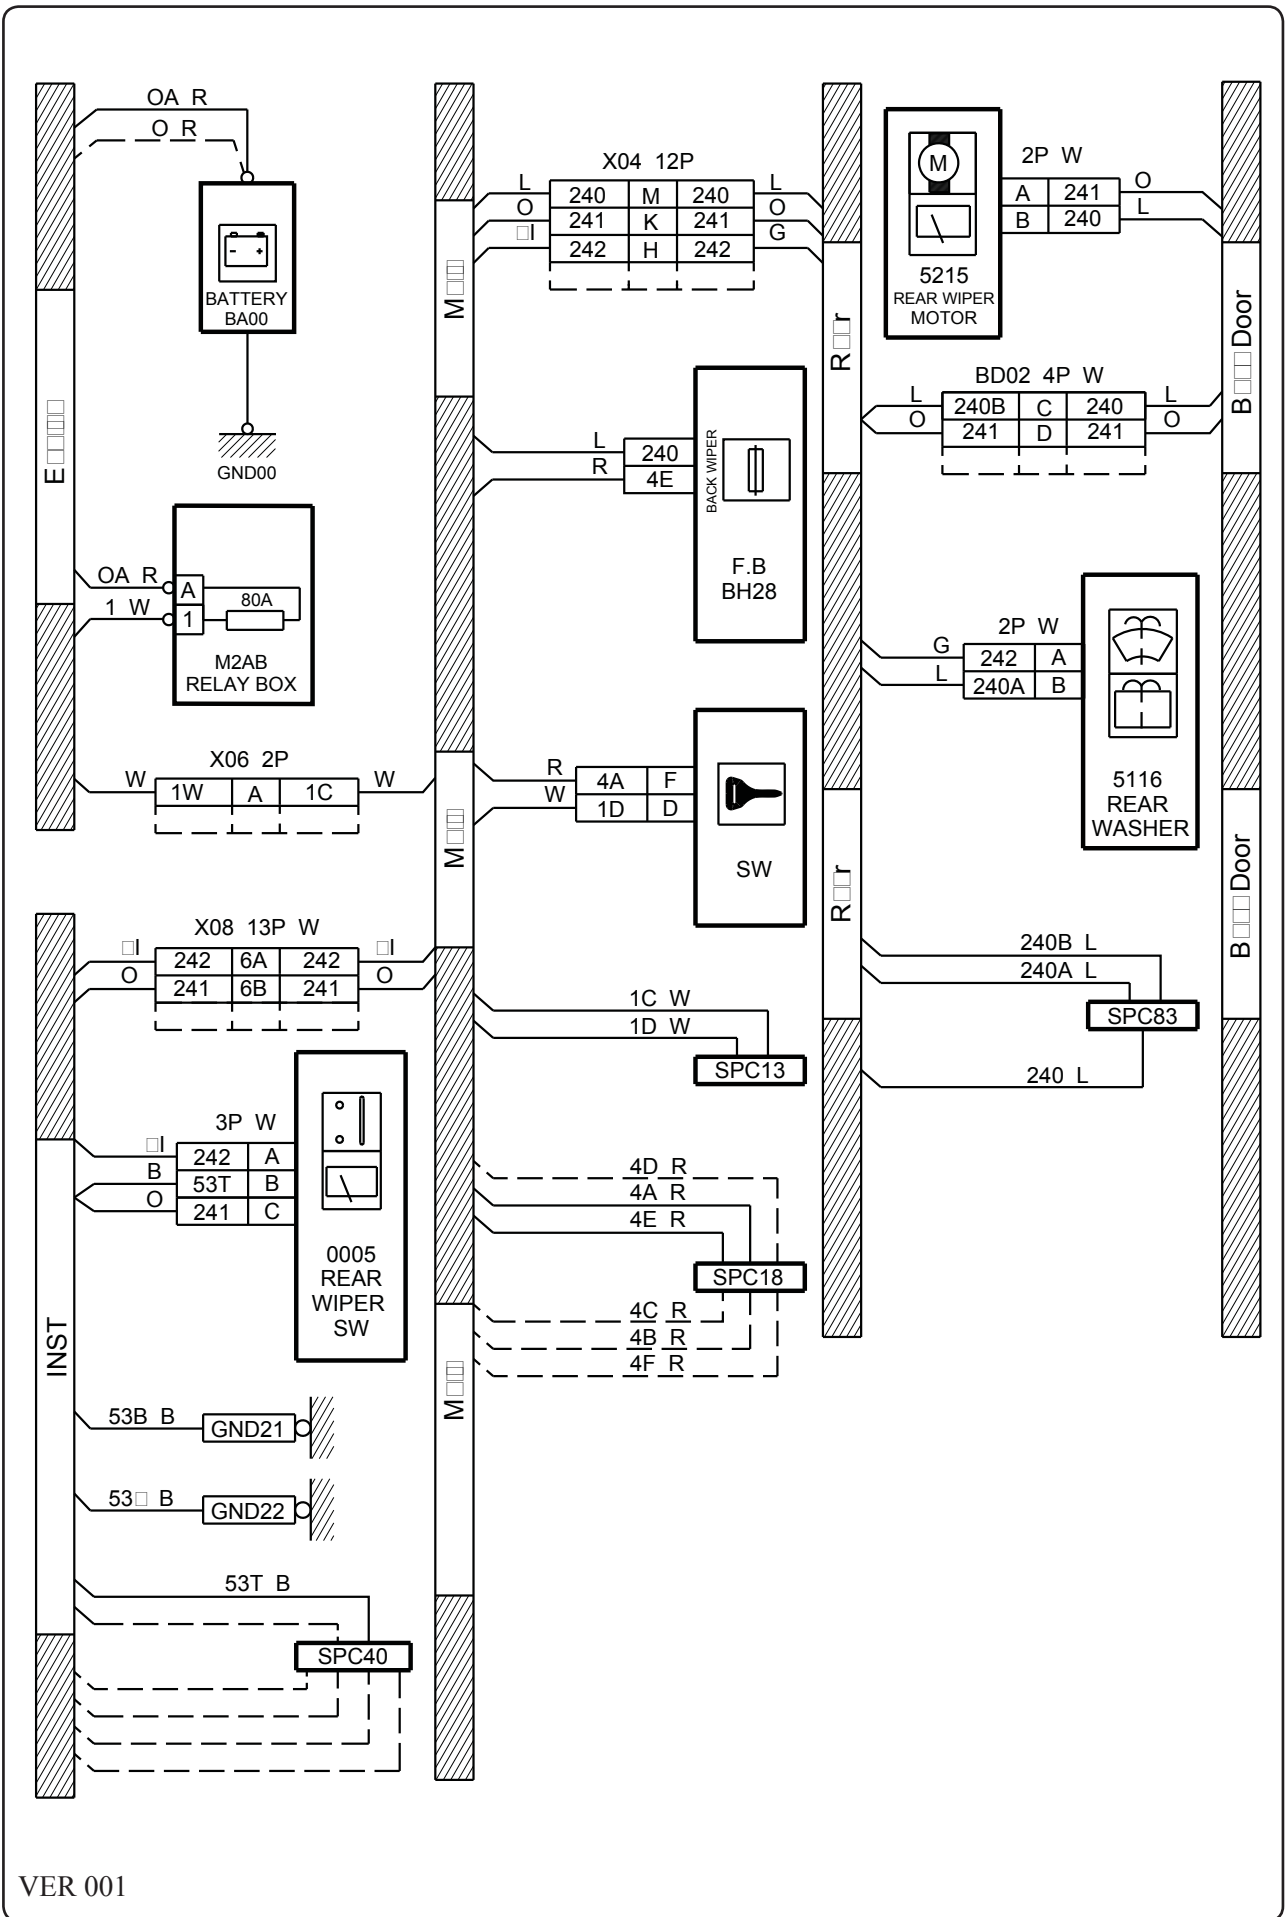 OA R
O R
BATTERY
BA00
GND00
OA R
A
80A
1 W
1
M2AB
RELAY BOX
X06 2P
W 1W A 1C W
X08 13P W
242 6A 242
O 241 6B 241 O
3P W
242 A
B 53T B
O 241 C
0005
REAR
WIPER
SW
INST
53B B GND21
B GND22
53T B
SPC40
X04 12P
L 240 M 240 L
O 241 K 241 O
242 H 242 G
L 240
R 4E
BACK WIPER
F.B
BH28
R 4A F
W 1D D
SW
1C W
1D W
SPC13
4D R
4A R
4E R
SPC18
4C R
4B R
4F R
M
5215
REAR WIPER
MOTOR
2P W
A 241 O
B 240 L
BD02 4P W
L 240B C 240 L
O 241 D 241 O
2P W
G 242 A
L 240A B
5116
REAR
WASHER
240B L
240A L
SPC83
240 L
Door
Door
VER 001